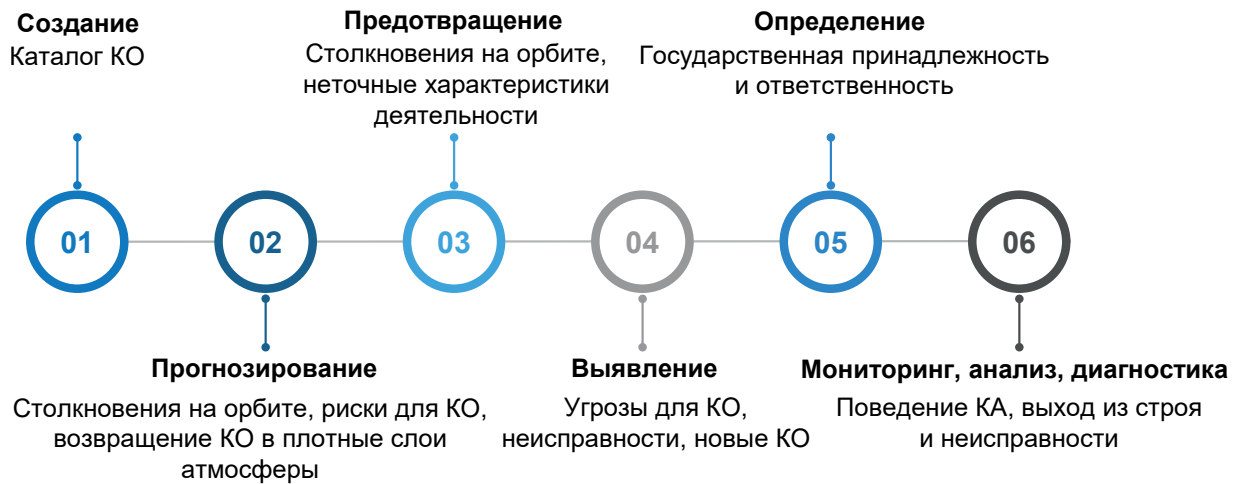 Создание
Каталог КО
Предотвращение
Столкновения на орбите,
неточные характеристики
деятельности
Определение
Государственная принадлежность
и ответственность
01
02
03
04
05
06
Прогнозирование
Столкновения на орбите, риски для КО,
возвращение КО в плотные слои
атмосферы
Выявление
Угрозы для КО,
неисправности, новые КО
Мониторинг, анализ, диагностика
Поведение КА, выход из строя
и неисправности